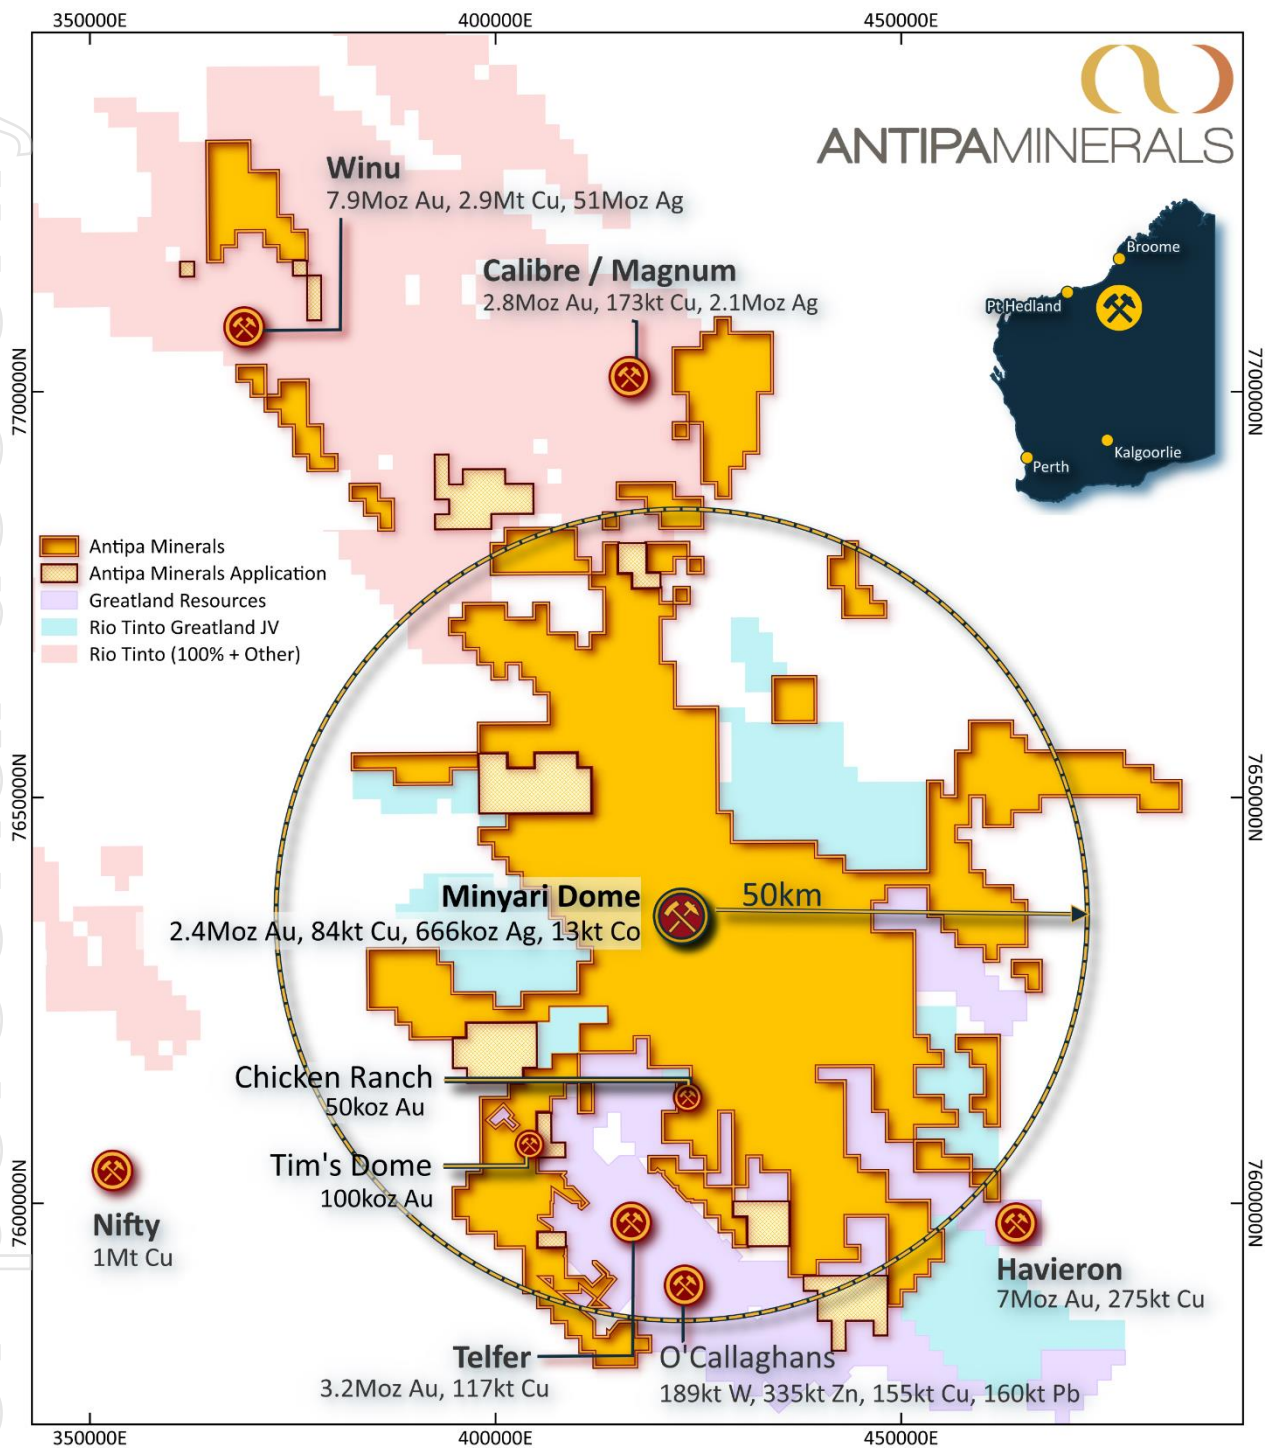 350000E
400000E
450000E
ANTIPAMINERALS
Winu
7.9Moz Au, 2.9Mt Cu, 51Moz Ag
Calibre / Magnum
2.8Moz Au, 173kt Cu, 2.1Moz Ag
Broome
Pt Hedland
Kalgoorlie
Perth
7700000N
7700000N
Antipa Minerals
Antipa Minerals Application
Greatland Resources
Rio Tinto Greatland JV
Rio Tinto (100% + Other)
7650000N
7650000N
Minyari Dome
2.4Moz Au, 84kt Cu, 666koz Ag, 13kt Co
50km
Chicken Ranch
50koz Au
Tim's Dome
100koz Au
7600000N
7600000N
Nifty
1Mt Cu
Havieron
7Moz Au, 275kt Cu
Telfer
3.2Moz Au, 117kt Cu
O'Callaghans
189kt W, 335kt Zn, 155kt Cu, 160kt Pb
350000E
400000E
450000E